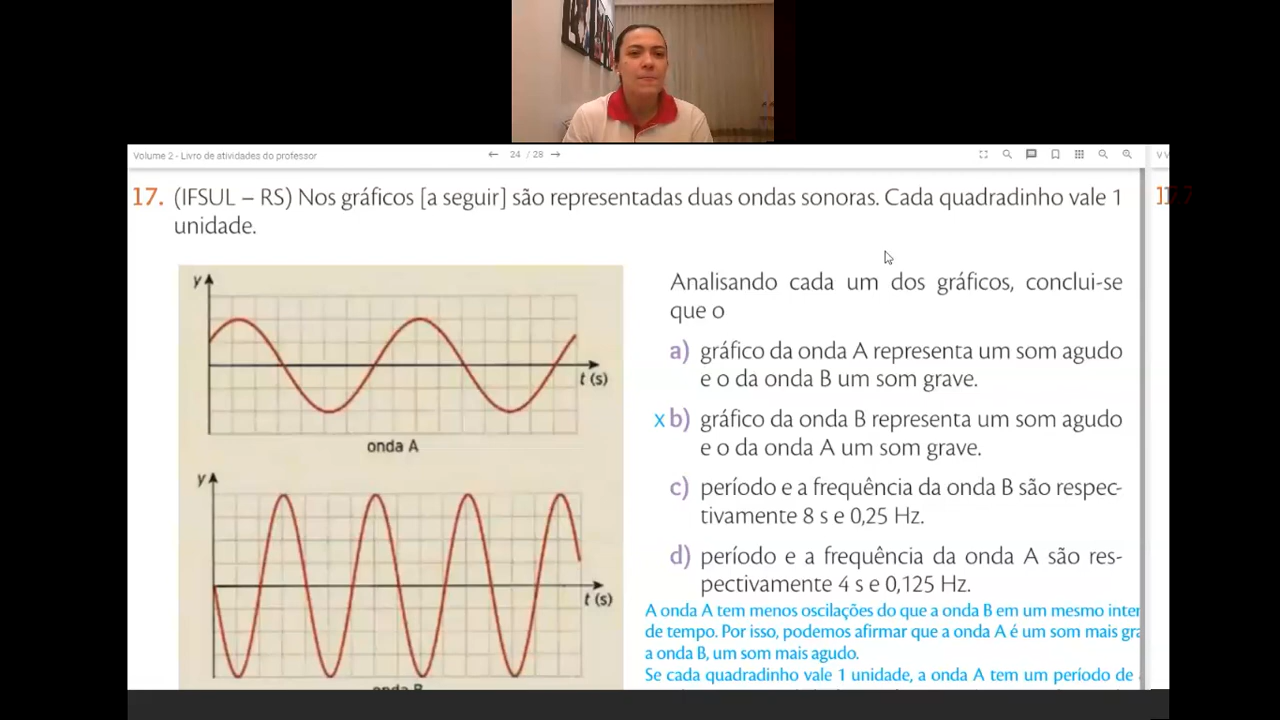 Volume 2 - Livro de atividades do professor
← 24 / 28 →
17. (IFSUL – RS) Nos gráficos [a seguir] são representadas duas ondas sonoras. Cada quadradinho vale 1
unidade.
y
t (s)
onda A
y
t (s)
onda B
Analisando cada um dos gráficos, conclui-se
que o
a) gráfico da onda A representa um som agudo
e o da onda B um som grave.
x b) gráfico da onda B representa um som agudo
e o da onda A um som grave.
c) período e a frequência da onda B são respec-
tivamente 8 s e 0,25 Hz.
d) período e a frequência da onda A são res-
pectivamente 4 s e 0,125 Hz.
A onda A tem menos oscilações do que a onda B em um mesmo inter
de tempo. Por isso, podemos afirmar que a onda A é um som mais gra
a onda B, um som mais agudo.
Se cada quadradinho vale 1 unidade, a onda A tem um período de